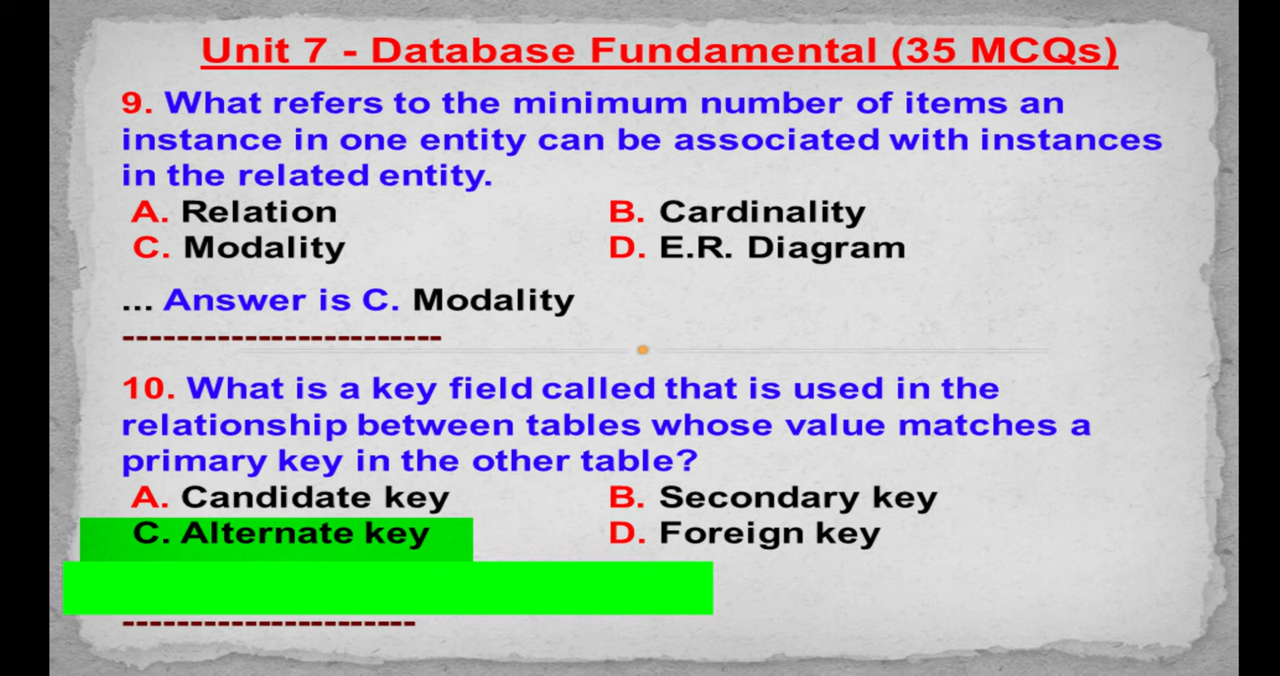 Unit 7 - Database Fundamental (35 MCQs)
9. What refers to the minimum number of items an
instance in one entity can be associated with instances
in the related entity.
A. Relation B. Cardinality
C. Modality D. E.R. Diagram
... Answer is C. Modality
------------------------
10. What is a key field called that is used in the
relationship between tables whose value matches a
primary key in the other table?
A. Candidate key B. Secondary key
C. Alternate key D. Foreign key
----------------------